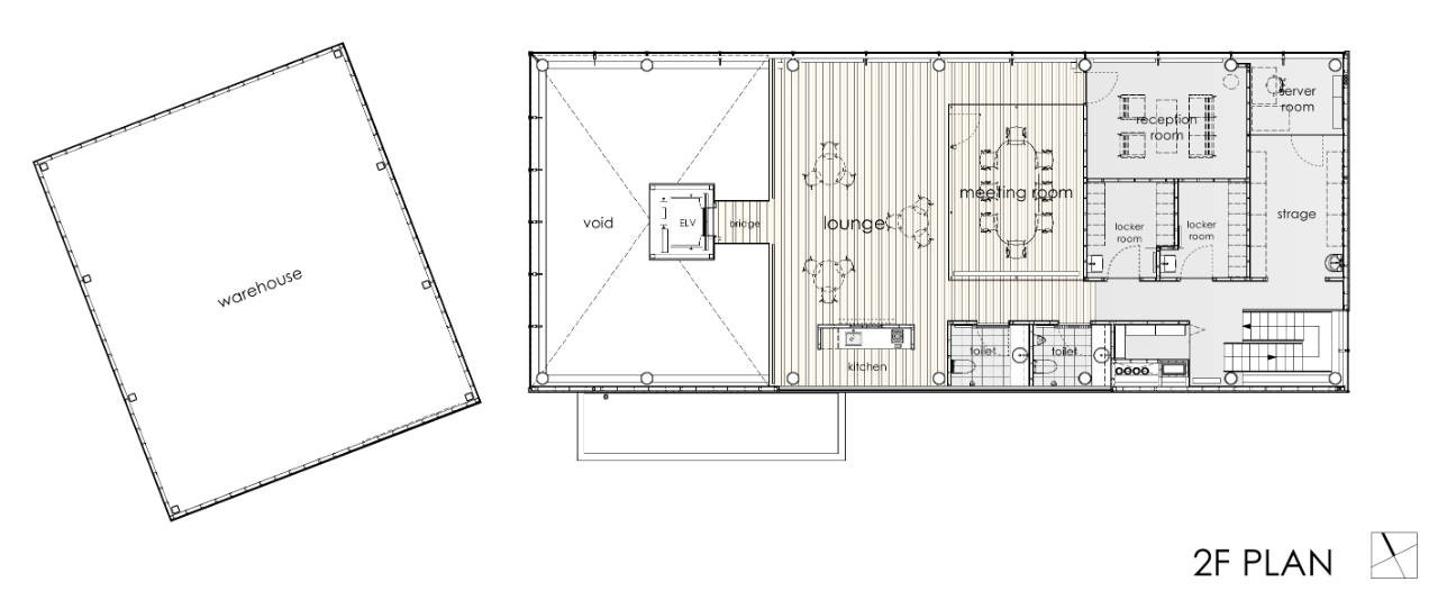 server
room
reception
room
meeting room
void
ELV
bridge
lounge
locker
room
locker
room
strage
warehouse
toilet
toilet
kitchen
2F PLAN